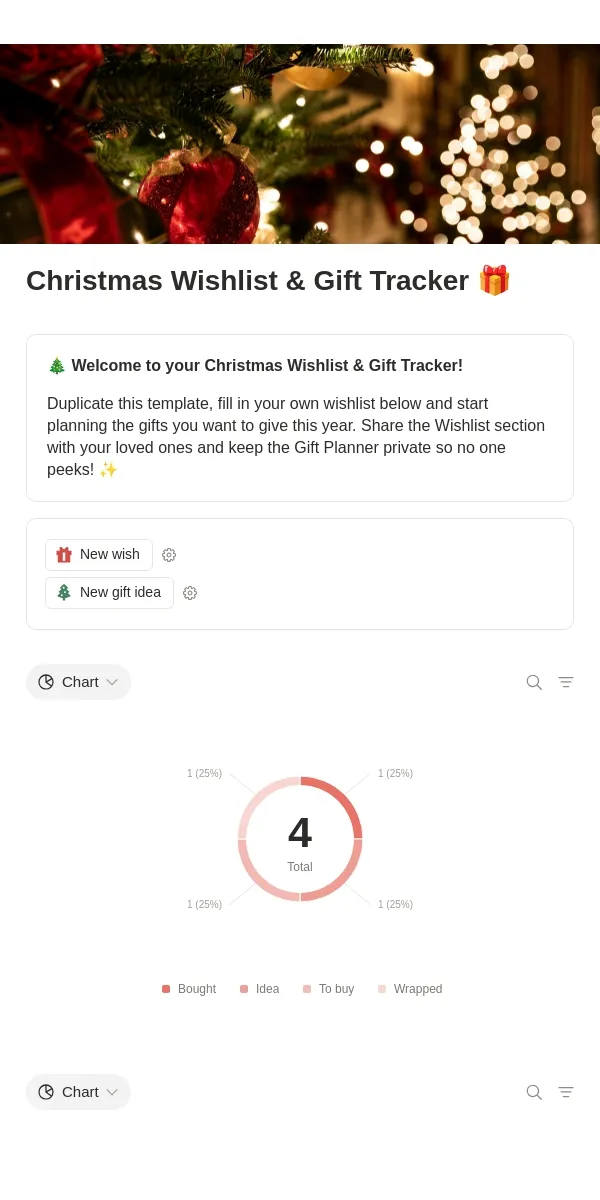 Christmas Wishlist & Gift Tracker 🎁
🎄 Welcome to your Christmas Wishlist & Gift Tracker!
Duplicate this template, fill in your own wishlist below and start
planning the gifts you want to give this year. Share the Wishlist section
with your loved ones and keep the Gift Planner private so no one
peeks! ✨
New wish
New gift idea
Chart
1 (25%)
1 (25%)
4
Total
1 (25%)
1 (25%)
Bought
Idea
To buy
Wrapped
Chart